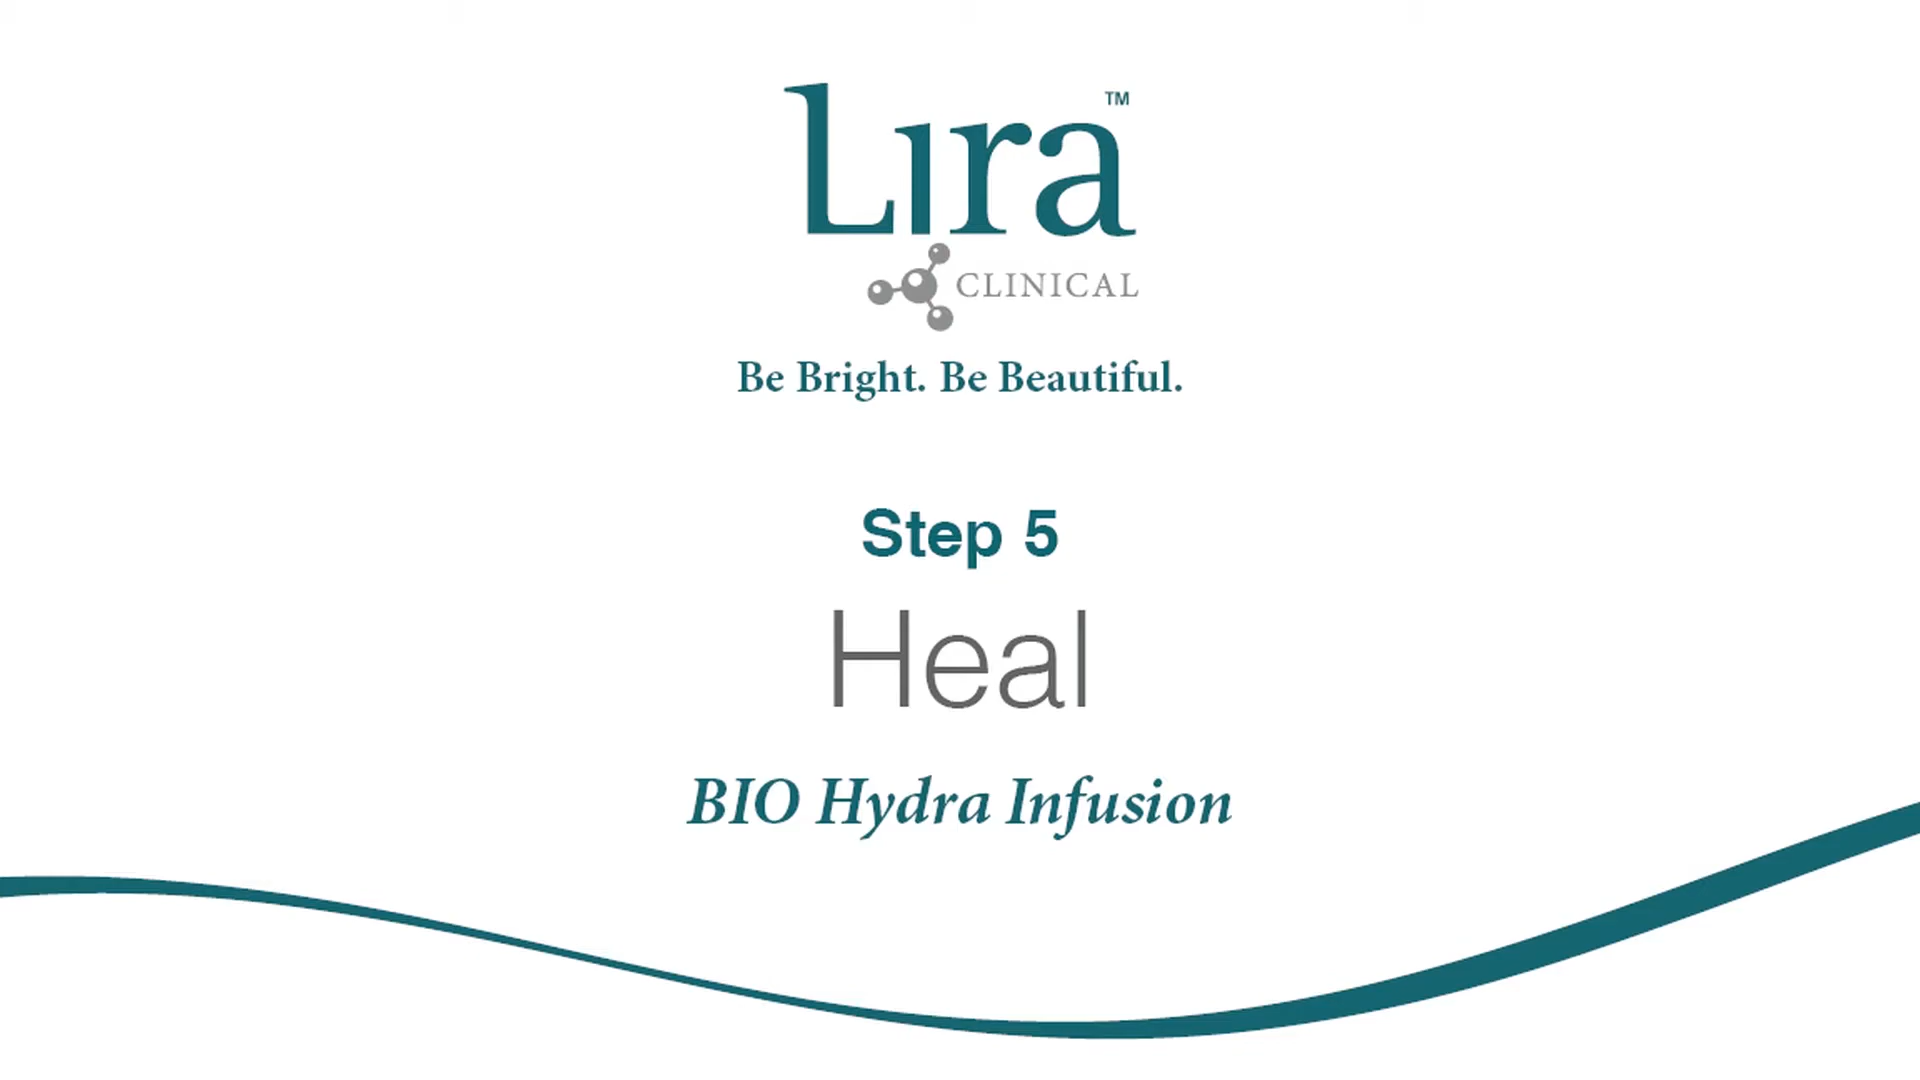 Lira™
CLINICAL
Be Bright. Be Beautiful.
Step 5
Heal
BIO Hydra Infusion